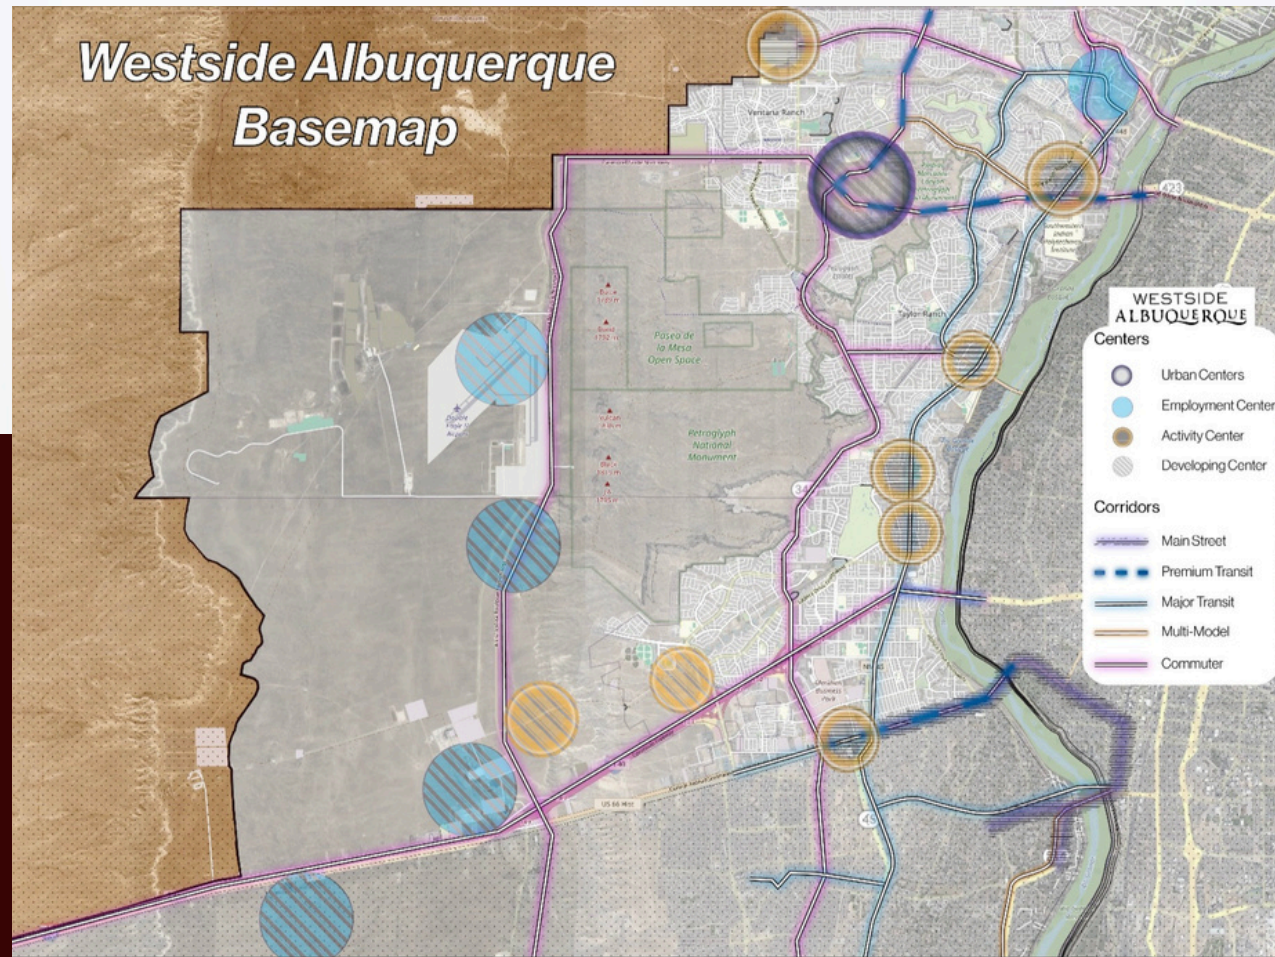 Westside Albuquerque
Basemap
Ventana Ranch
423
Taylor Ranch
Paseo de
la Mesa
Open Space
Petroglyph
National
Monument
US 66 Hist
45
WESTSIDE
ALBUQUERQUE
Centers
Urban Centers
Employment Center
Activity Center
Developing Center
Corridors
Main Street
Premium Transit
Major Transit
Multi-Model
Commuter